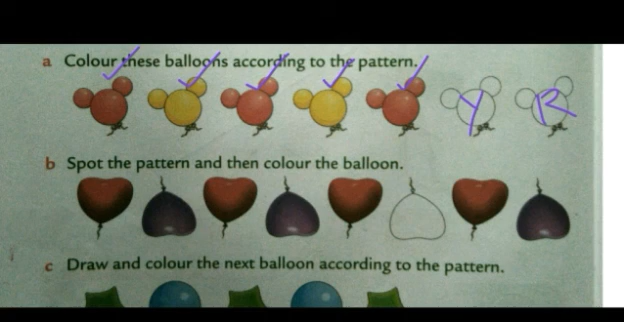 a Colour these balloons according to the pattern.
Y R
b Spot the pattern and then colour the balloon.
c Draw and colour the next balloon according to the pattern.